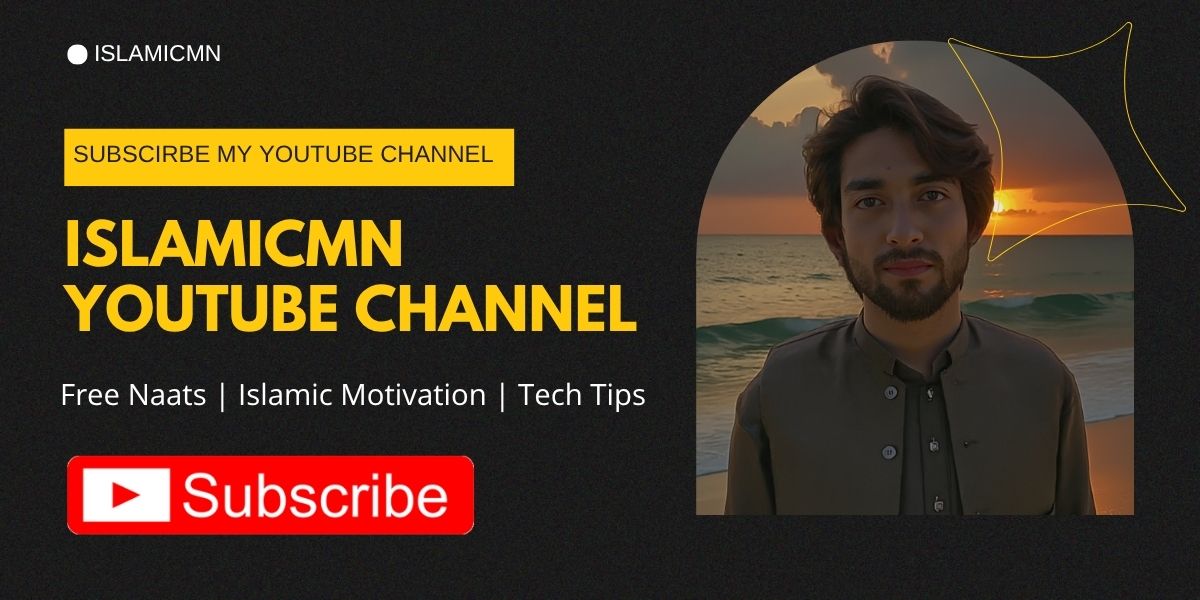 ISLAMICMN
SUBSCIRBE MY YOUTUBE CHANNEL
ISLAMICMN
YOUTUBE CHANNEL
Free Naats | Islamic Motivation | Tech Tips
Subscribe